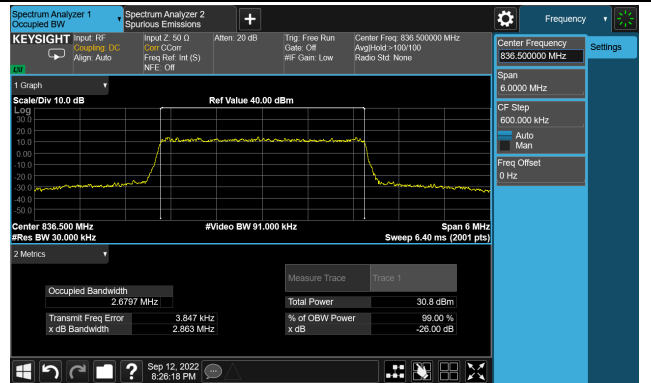 Spectrum Analyzer 1
Occupied BW
Spectrum Analyzer 2
Spurious Emissions
Frequency
KEYSIGHT
Input: RF
Coupling: DC
Align: Auto
Input Z: 50 Ω
Corr CCorr
Freq Ref: Int (S)
NFE: Off
Atten: 20 dB
Trig: Free Run
Gate: Off
#IF Gain: Low
Center Freq: 836.500000 MHz
Avg|Hold:>100/100
Radio Std: None
LXI
Center Frequency
836.500000 MHz
Settings
Span
6.0000 MHz
CF Step
600.000 kHz
Auto
Man
Freq Offset
0 Hz
1 Graph
Scale/Div 10.0 dB
Ref Value 40.00 dBm
Log
30.0
20.0
10.0
0.00
-10.0
-20.0
-30.0
-40.0
-50.0
Center 836.500 MHz
#Video BW 91.000 kHz
Span 6 MHz
#Res BW 30.000 kHz
Sweep 6.40 ms (2001 pts)
2 Metrics
Measure Trace
Trace 1
Occupied Bandwidth
2.6797 MHz
Total Power
30.8 dBm
Transmit Freq Error
3.847 kHz
% of OBW Power
99.00 %
x dB Bandwidth
2.863 MHz
x dB
-26.00 dB
?
Sep 12, 2022
8:26:18 PM